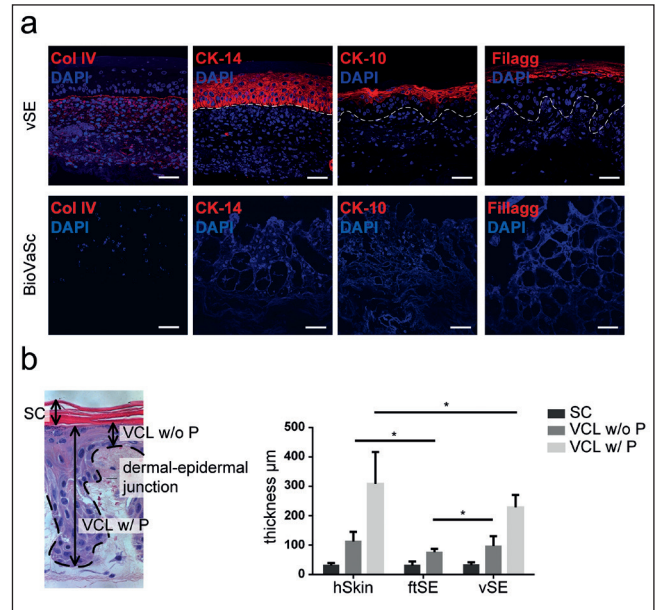 a
vSE
Col IV
DAPI
CK-14
DAPI
CK-10
DAPI
Filagg
DAPI
BioVaSc
Col IV
DAPI
CK-14
DAPI
CK-10
DAPI
Fillagg
DAPI
b
SC
VCL w/o P
dermal-epidermal
junction
VCL w/ P
thickness µm
500
400
300
200
100
0
*
*
*
hSkin
ftSE
vSE
SC
VCL w/o P
VCL w/ P